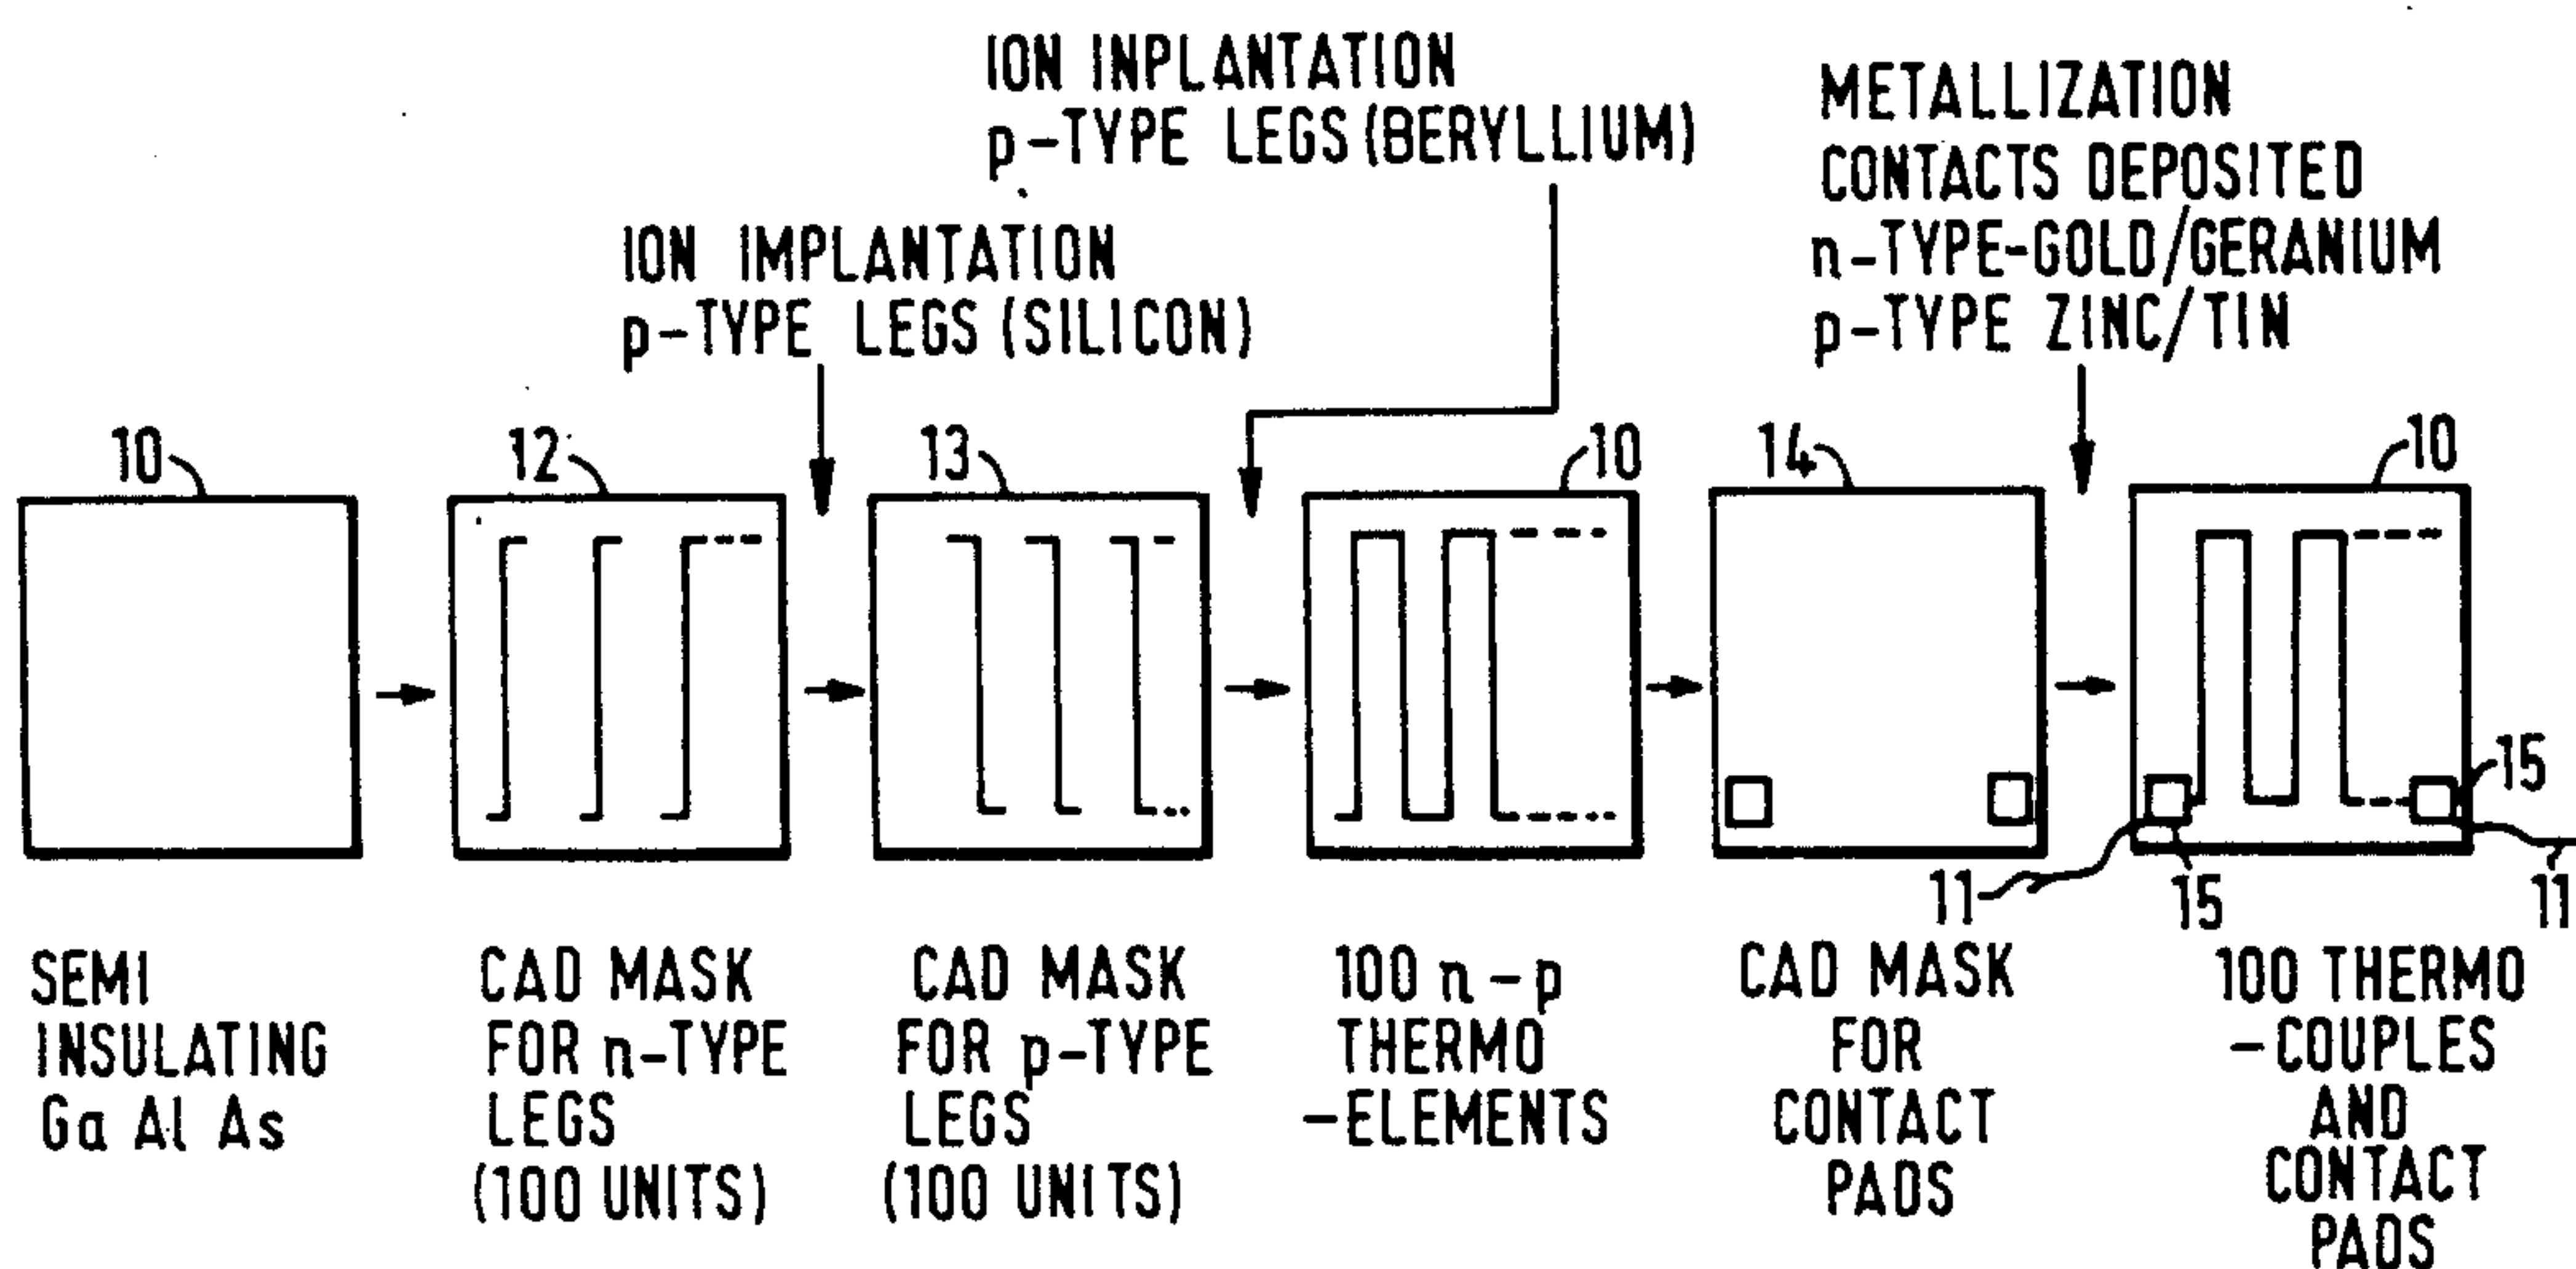 ION INPLANTATION
p-TYPE LEGS (BERYLLIUM)
METALLIZATION
CONTACTS DEPOSITED
n-TYPE-GOLD/GERANIUM
p-TYPE ZINC/TIN
ION IMPLANTATION
p-TYPE LEGS (SILICON)
10
12
13
10
14
10
15
11
15
11
SEMI
INSULATING
Ga Al As
CAD MASK
FOR n-TYPE
LEGS
(100 UNITS)
CAD MASK
FOR p-TYPE
LEGS
(100 UNITS)
100 n-p
THERMO
-ELEMENTS
CAD MASK
FOR
CONTACT
PADS
100 THERMO
-COUPLES
AND
CONTACT
PADS